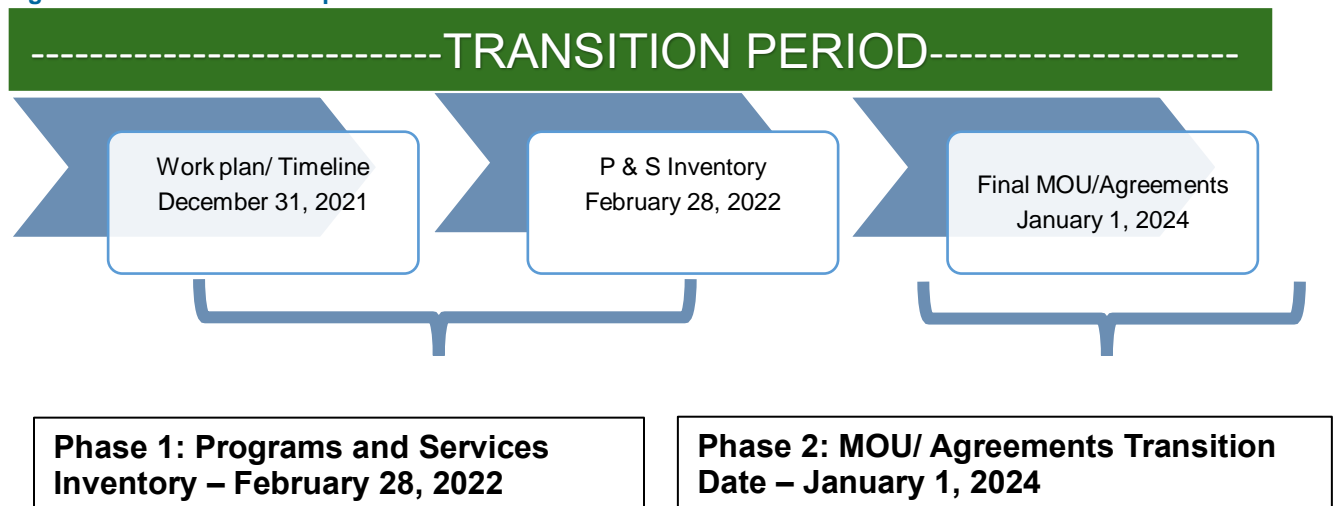 ----------------------------TRANSITION PERIOD---------------------
Work plan/ Timeline
December 31, 2021
P & S Inventory
February 28, 2022
Final MOU/Agreements
January 1, 2024
Phase 1: Programs and Services
Inventory – February 28, 2022
Phase 2: MOU/ Agreements Transition
Date – January 1, 2024